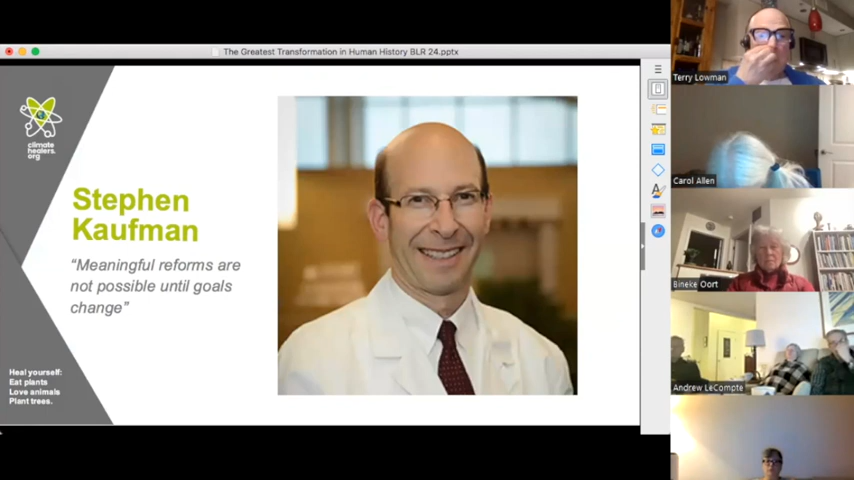 The Greatest Transformation in Human History BLR 24.pptx
climate
healers.
org
Stephen
Kaufman
“Meaningful reforms are
not possible until goals
change”
Heal yourself:
Eat plants
Love animals
Plant trees.
Terry Lowman
Carol Allen
Bineke Oort
Andrew LeCompte